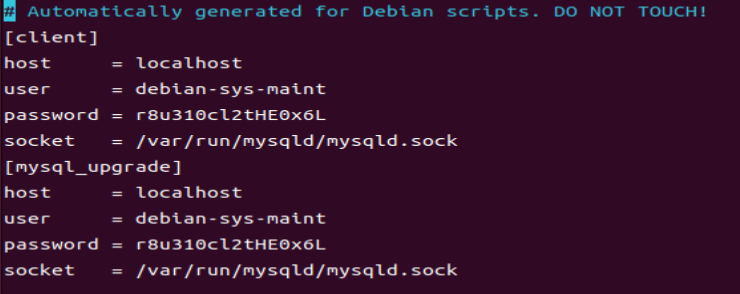 # Automatically generated for Debian scripts. DO NOT TOUCH!
[client]
host     = localhost
user     = debian-sys-maint
password = r8u310cl2tHE0x6L
socket   = /var/run/mysqld/mysqld.sock
[mysql_upgrade]
host     = localhost
user     = debian-sys-maint
password = r8u310cl2tHE0x6L
socket   = /var/run/mysqld/mysqld.sock